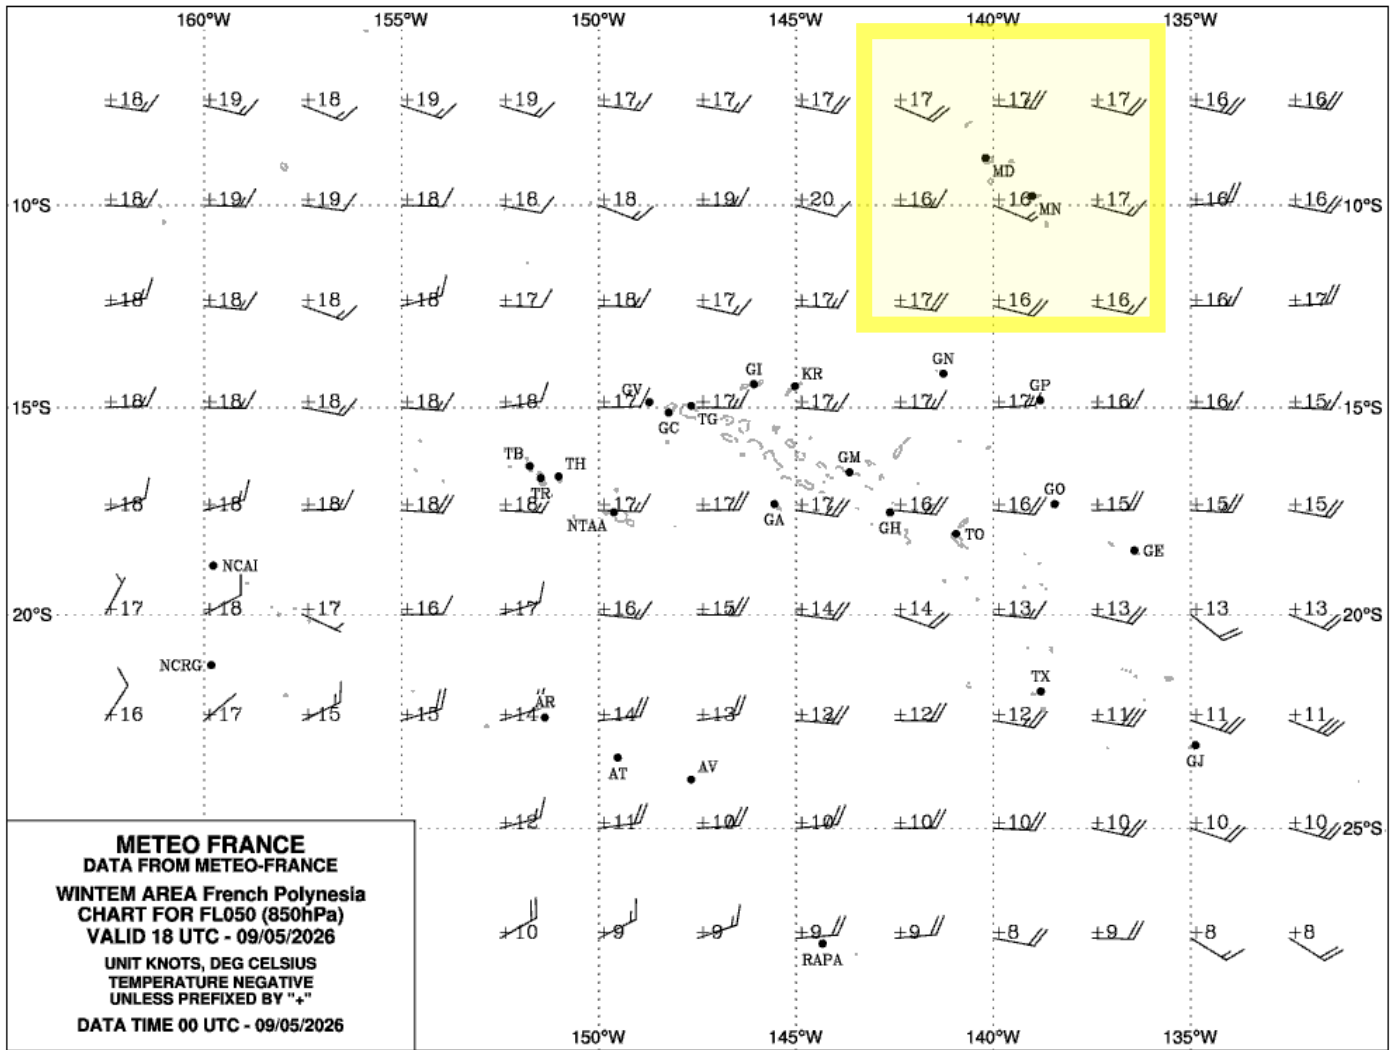 160°W 155°W 150°W 145°W 140°W 135°W
+18 +19 +18 +19 +19 +17 +17 +17 +17 +17 +17 +16 +16
MD
10°S +18 +19 +19 +18 +18 +18 +19 +20 +16 +16 +17 +16 +16 10°S
MN
+18 +18 +18 +18 +17 +18 +17 +17 +17 +16 +16 +16 +17
GI KR GN
GV GP
15°S +18 +18 +18 +18 +18 +17 +17 +17 +17 +17 +16 +16 +15 15°S
GC TG
TB TH GM
TR GO
+18 +18 +18 +18 +18 +17 +17 +17 +16 +16 +15 +15 +15
NTAA GA GH TO
GE
NCAI
20°S +17 +18 +17 +16 +17 +16 +15 +14 +14 +13 +13 +13 +13 20°S
NCRG TX
AR
+16 +17 +15 +15 +14 +14 +13 +12 +12 +12 +11 +11 +11
AT AV GJ
+12 +11 +10 +10 +10 +10 +10 +10 +10 25°S
METEO FRANCE
DATA FROM METEO-FRANCE
WINTEM AREA French Polynesia
CHART FOR FL050 (850hPa)
VALID 18 UTC - 09/05/2026
UNIT KNOTS, DEG CELSIUS
TEMPERATURE NEGATIVE
UNLESS PREFIXED BY "+"
DATA TIME 00 UTC - 09/05/2026
+10 +9 +9 +9 +9 +8 +9 +8 +8
RAPA
150°W 145°W 140°W 135°W